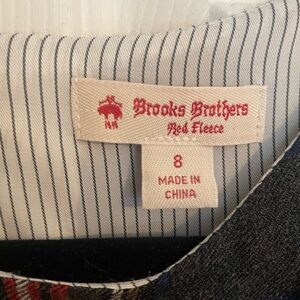 Brooks Brothers
Red Fleece
8
MADE IN
CHINA